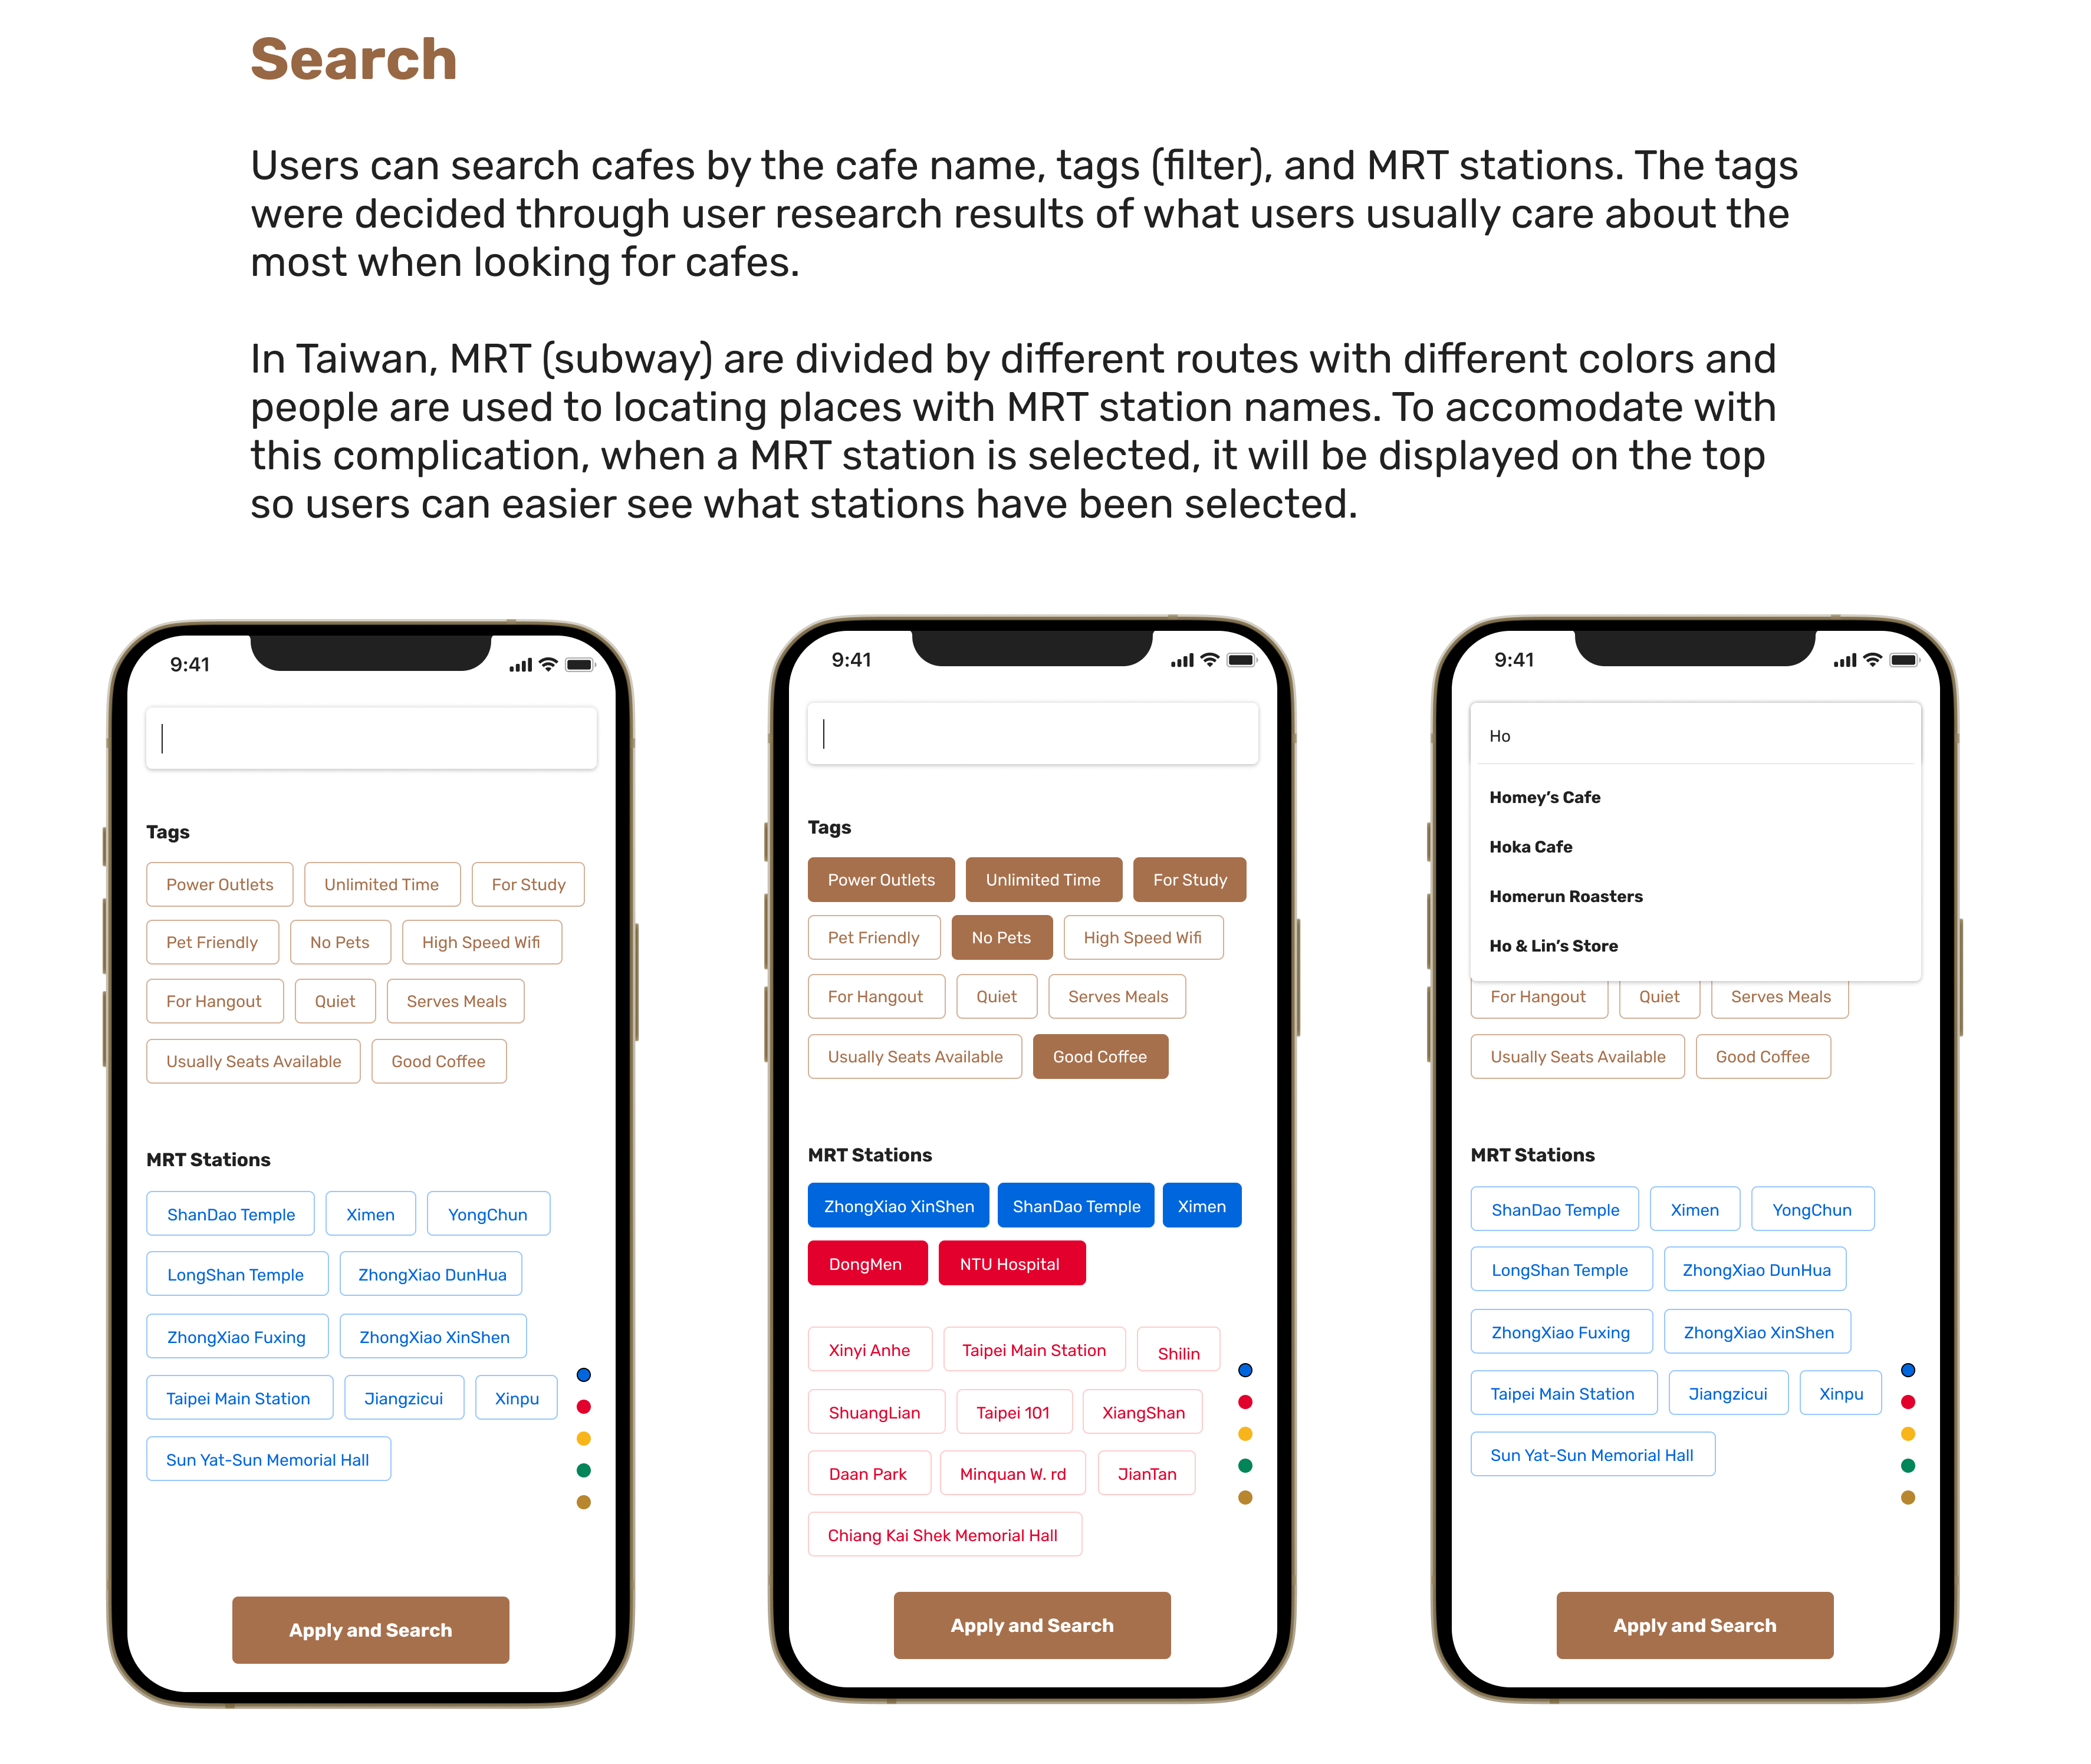 Search
Users can search cafes by the cafe name, tags (filter), and MRT stations. The tags
were decided through user research results of what users usually care about the
most when looking for cafes.
In Taiwan, MRT (subway) are divided by different routes with different colors and
people are used to locating places with MRT station names. To accomodate with
this complication, when a MRT station is selected, it will be displayed on the top
so users can easier see what stations have been selected.
9:41
Tags
Power Outlets Unlimited Time For Study
Pet Friendly No Pets High Speed Wifi
For Hangout Quiet Serves Meals
Usually Seats Available Good Coffee
MRT Stations
ShanDao Temple Ximen YongChun
LongShan Temple ZhongXiao DunHua
ZhongXiao Fuxing ZhongXiao XinShen
Taipei Main Station Jiangzicui Xinpu
Sun Yat-Sun Memorial Hall
Apply and Search
9:41
Tags
Power Outlets Unlimited Time For Study
Pet Friendly No Pets High Speed Wifi
For Hangout Quiet Serves Meals
Usually Seats Available Good Coffee
MRT Stations
ZhongXiao XinShen ShanDao Temple Ximen
DongMen NTU Hospital
Xinyi Anhe Taipei Main Station Shilin
ShuangLian Taipei 101 XiangShan
Daan Park Minquan W. rd JianTan
Chiang Kai Shek Memorial Hall
Apply and Search
9:41
Ho
Homey's Cafe
Hoka Cafe
Homerun Roasters
Ho & Lin's Store
For Hangout Quiet Serves Meals
Usually Seats Available Good Coffee
MRT Stations
ShanDao Temple Ximen YongChun
LongShan Temple ZhongXiao DunHua
ZhongXiao Fuxing ZhongXiao XinShen
Taipei Main Station Jiangzicui Xinpu
Sun Yat-Sun Memorial Hall
Apply and Search